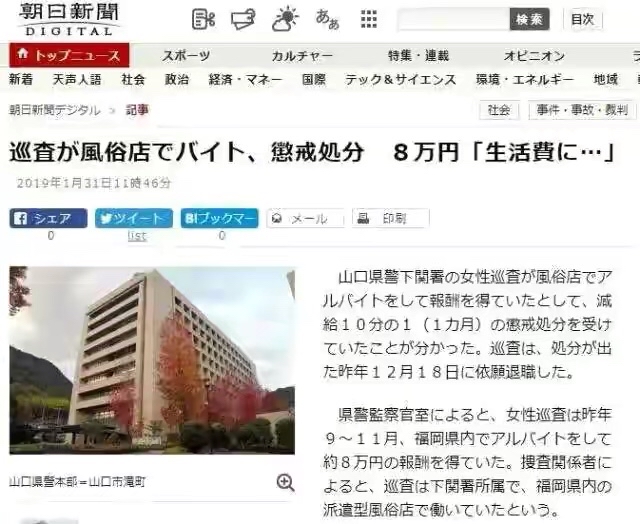 朝日新聞
DIGITAL
あぁ
検索
目次
トップニュース
スポーツ
カルチャー
特集・連載
オピニオン
新着
天声人語
社会
政治
経済・マネー
国際
テック&サイエンス
環境・エネルギー
地域
朝日新聞デジタル > 記事
社会
事件・事故・裁判
巡査が風俗店でバイト、懲戒処分 8万円「生活費に…」
2019年1月31日11時46分
シェア
ツイート
B!ブックマー
メール
印刷
0
list
0
山口県警下関署の女性巡査が風俗店でア
ルバイトをして報酬を得ていたとして、減
給10分の1(1カ月)の懲戒処分を受け
ていたことが分かった。巡査は、処分が出
た昨年12月18日に依願退職した。
県警監察官室によると、女性巡査は昨年
9〜11月、福岡県内でアルバイトをして
約8万円の報酬を得ていた。捜査関係者に
よると、巡査は下関署所属で、福岡県内の
派遣型風俗店で働いていたという。
山口県警本部=山口市滝町